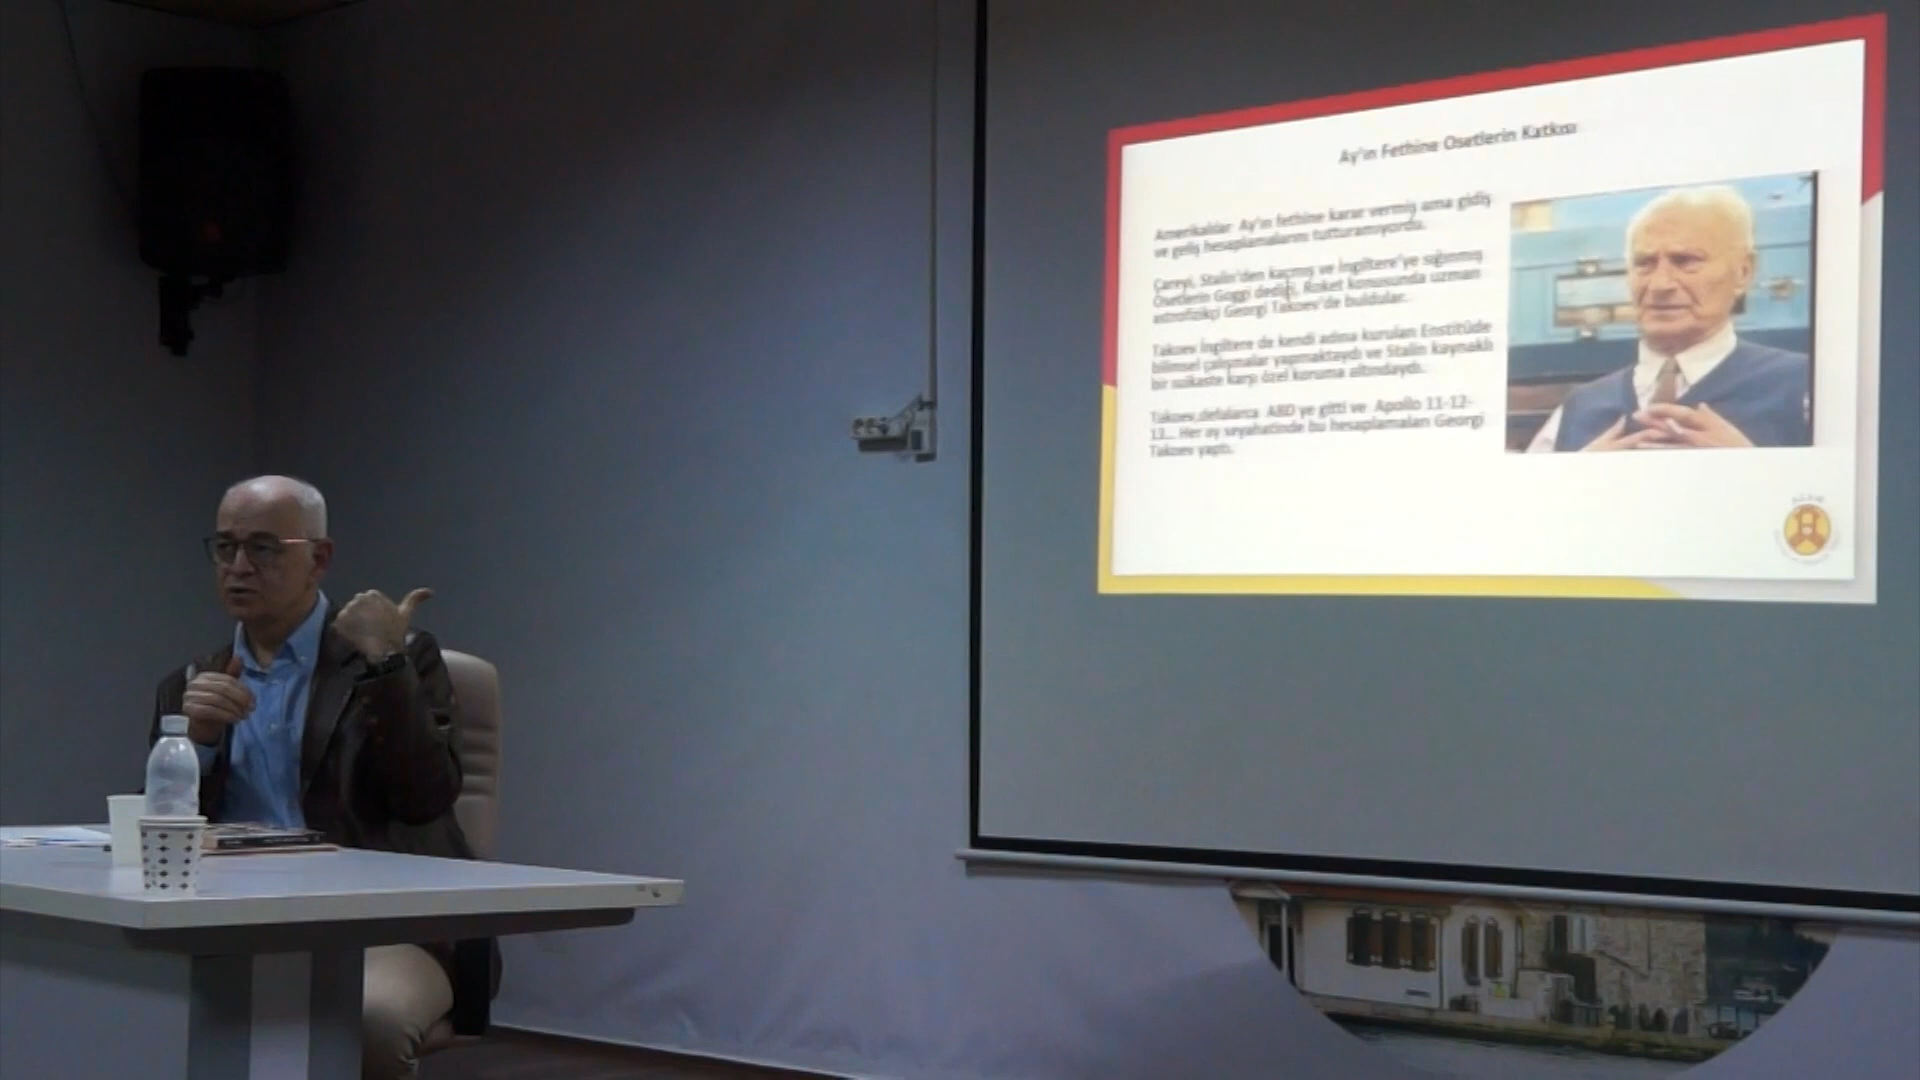 Ay'ın Fethine Osetlerin Katkısı
Amerikalılar Ay'ın fethine karar vermiş ama gidiş
ve geliş hesaplamalarını tutturamıyordu.
Çareyi, Stalin'den kaçmış ve İngiltere'ye sığınmış
Osetlerin Goggi dediği, Roket konusunda uzman
astrofizikçi Georgi Takoev'de buldular.
Takoev İngiltere de kendi adına kurulan Enstitüde
bilimsel çalışmalar yapmaktaydı ve Stalin kaynaklı
bir suikaste karşı özel koruma altındaydı.
Takoev,defalarca ABD ye gitti ve Apollo 11-12-
13... Her ay seyahatinde bu hesaplamaları Georgi
Takoev yaptı.